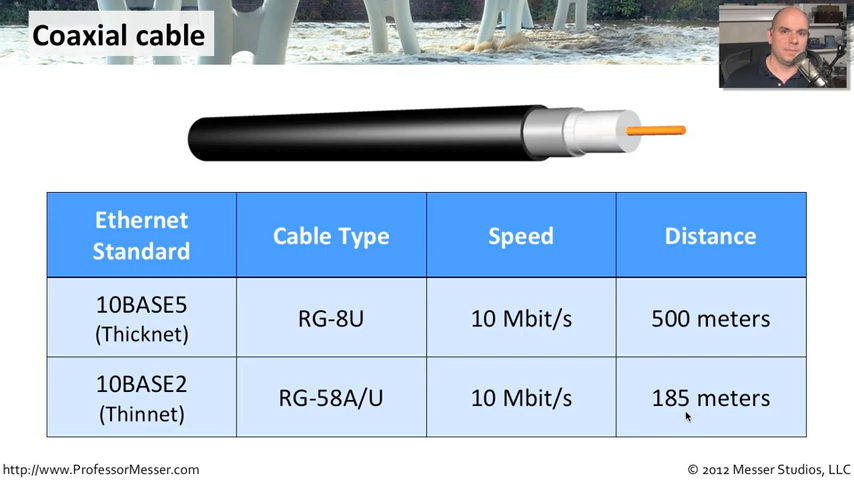 Coaxial cable
Ethernet Standard
Cable Type
Speed
Distance
10BASE5
(Thicknet)
RG-8U
10 Mbit/s
500 meters
10BASE2
(Thinnet)
RG-58A/U
10 Mbit/s
185 meters
http://www.ProfessorMesser.com
© 2012 Messer Studios, LLC